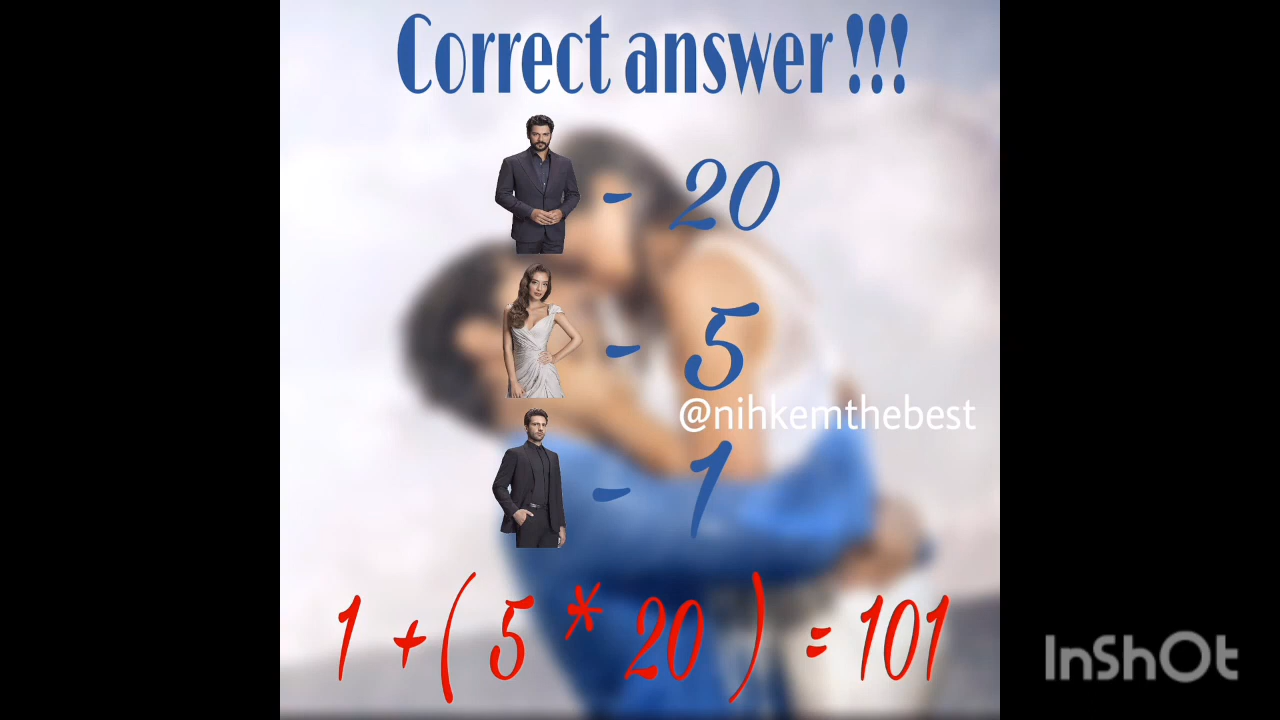 Correct answer !!!
- 20
- 5
@nihkemthebest
- 1
1 + ( 5 * 20 ) = 101
InShOt